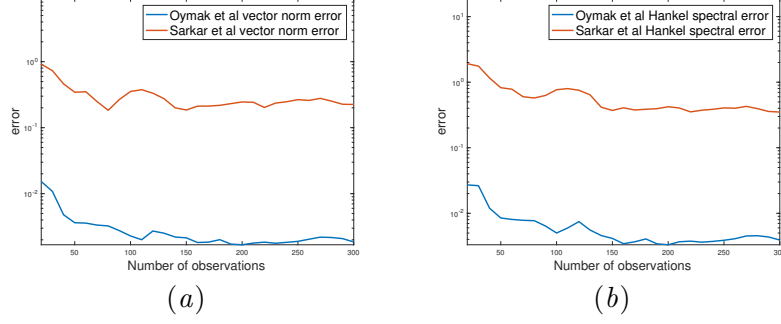 Oymak et al vector norm error
Sarkar et al vector norm error
10^0
10^-1
10^-2
error
50
100
150
200
250
300
Number of observations
(a)
Oymak et al Hankel spectral error
Sarkar et al Hankel spectral error
10^1
10^0
10^-1
10^-2
error
50
100
150
200
250
300
Number of observations
(b)